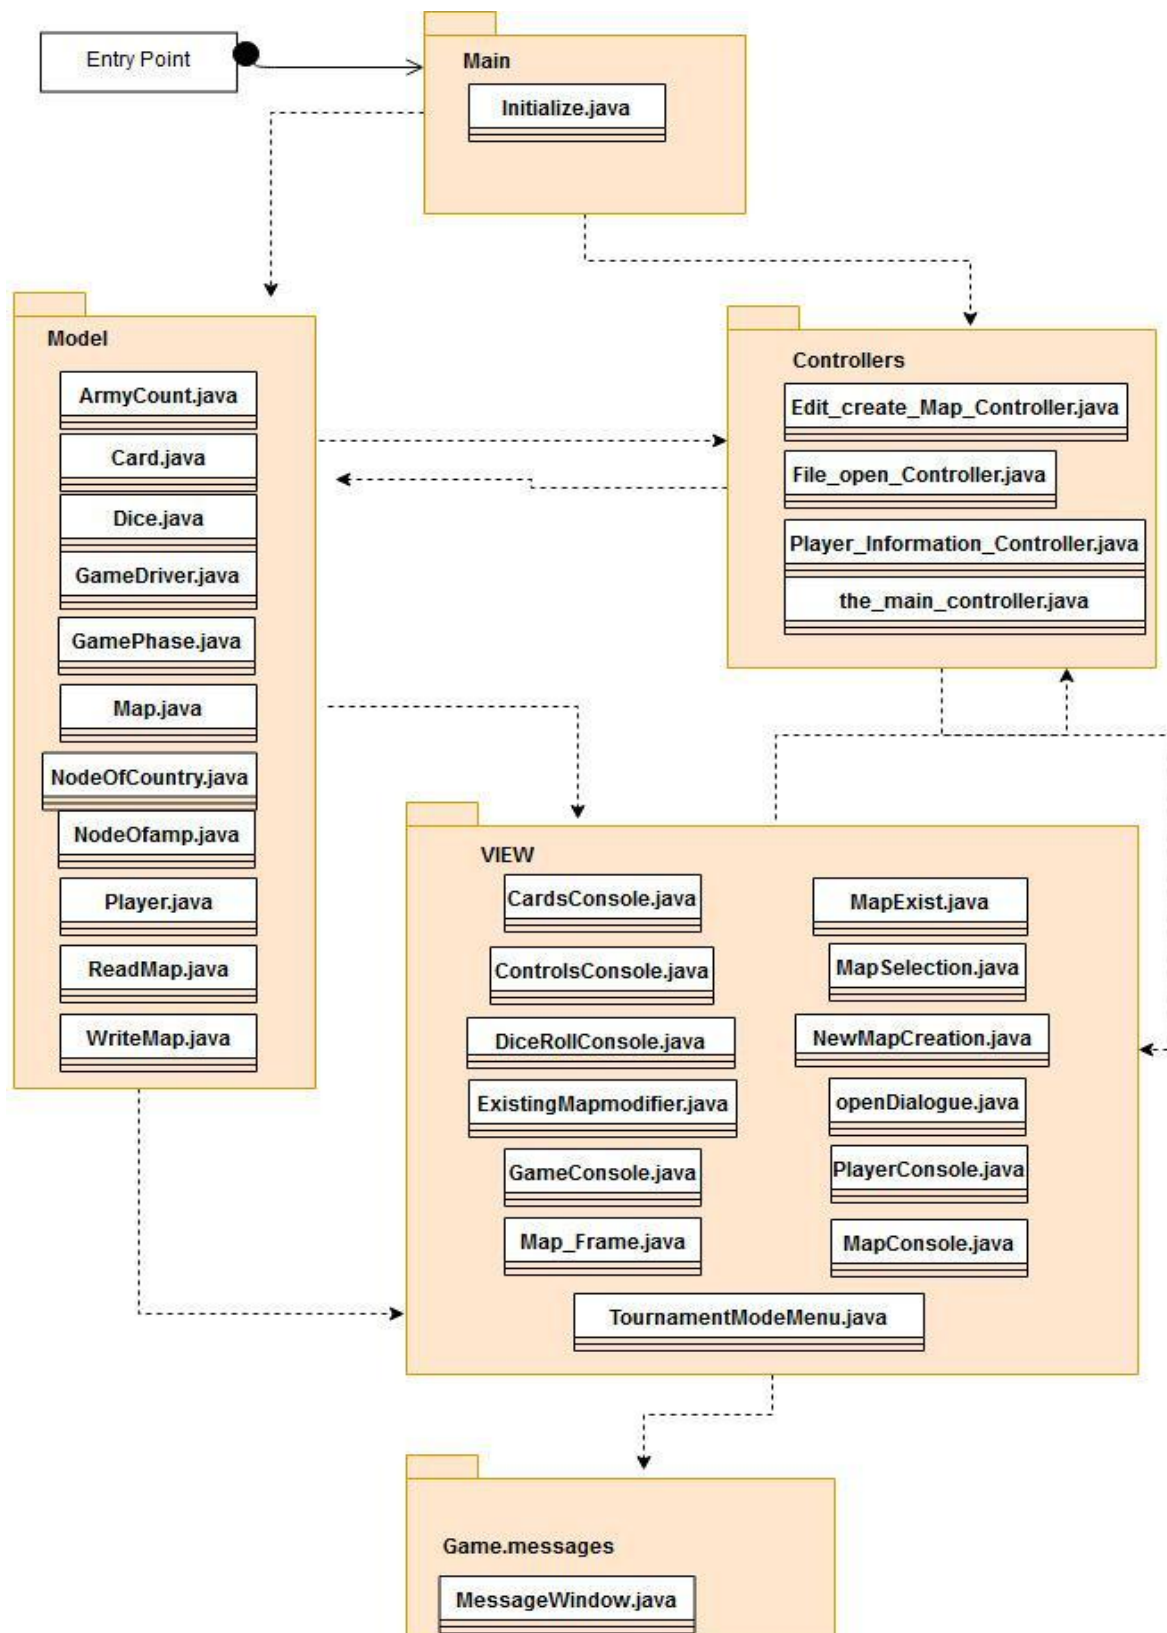 Entry Point
Main
Initialize.java
Model
ArmyCount.java
Card.java
Dice.java
GameDriver.java
GamePhase.java
Map.java
NodeOfCountry.java
NodeOfamp.java
Player.java
ReadMap.java
WriteMap.java
Controllers
Edit_create_Map_Controller.java
File_open_Controller.java
Player_Information_Controller.java
the_main_controller.java
VIEW
CardsConsole.java
ControlsConsole.java
DiceRollConsole.java
ExistingMapmodifier.java
GameConsole.java
Map_Frame.java
MapExist.java
MapSelection.java
NewMapCreation.java
openDialogue.java
PlayerConsole.java
MapConsole.java
TournamentModeMenu.java
Game.messages
MessageWindow.java